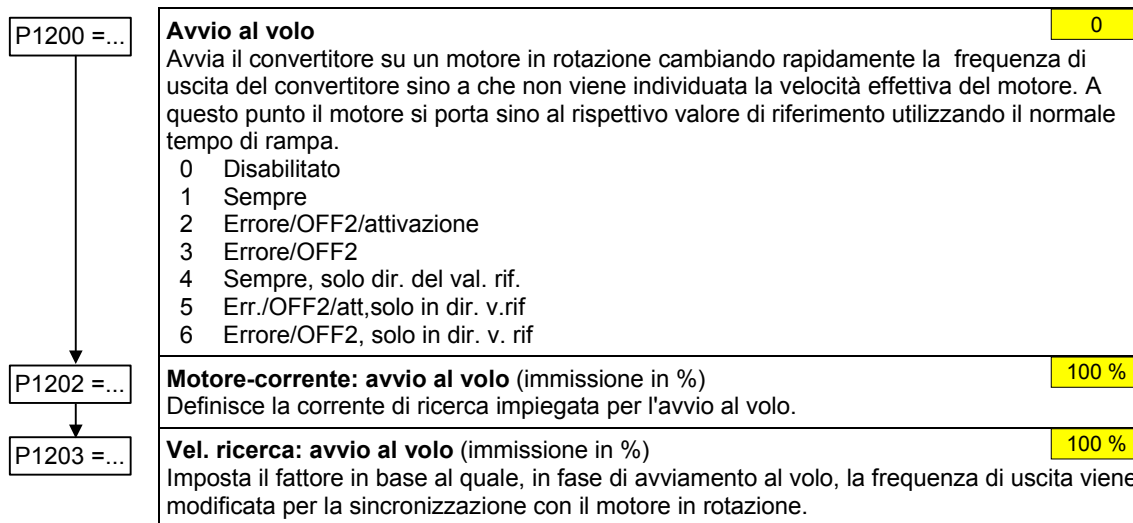 P1200 =...
Avvio al volo
0
Avvia il convertitore su un motore in rotazione cambiando rapidamente la frequenza di
uscita del convertitore sino a che non viene individuata la velocità effettiva del motore. A
questo punto il motore si porta sino al rispettivo valore di riferimento utilizzando il normale
tempo di rampa.
0 Disabilitato
1 Sempre
2 Errore/OFF2/attivazione
3 Errore/OFF2
4 Sempre, solo dir. del val. rif.
5 Err./OFF2/att,solo in dir. v.rif
6 Errore/OFF2, solo in dir. v. rif
P1202 =...
Motore-corrente: avvio al volo (immissione in %)
100 %
Definisce la corrente di ricerca impiegata per l'avvio al volo.
P1203 =...
Vel. ricerca: avvio al volo (immissione in %)
100 %
Imposta il fattore in base al quale, in fase di avviamento al volo, la frequenza di uscita viene
modificata per la sincronizzazione con il motore in rotazione.